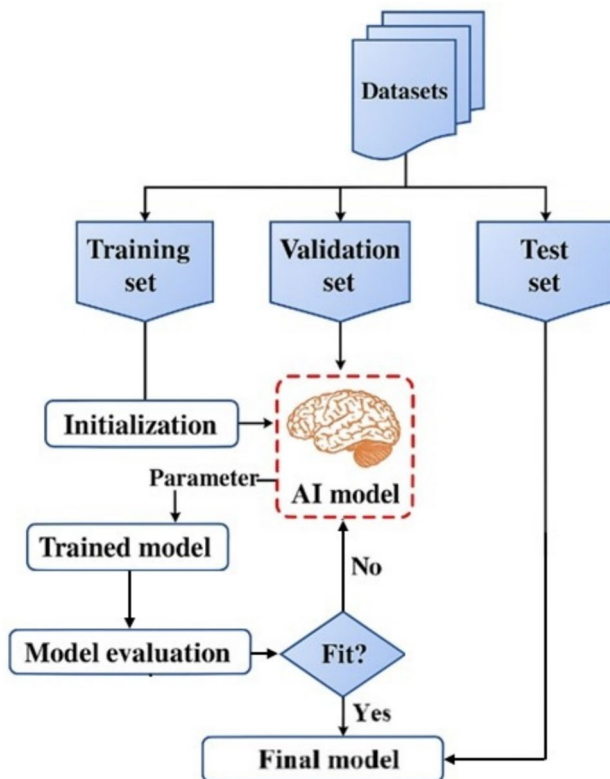 Datasets
Training
set
Validation
set
Test
set
Initialization
AI model
Parameter
Trained model
No
Model evaluation
Fit?
Yes
Final model